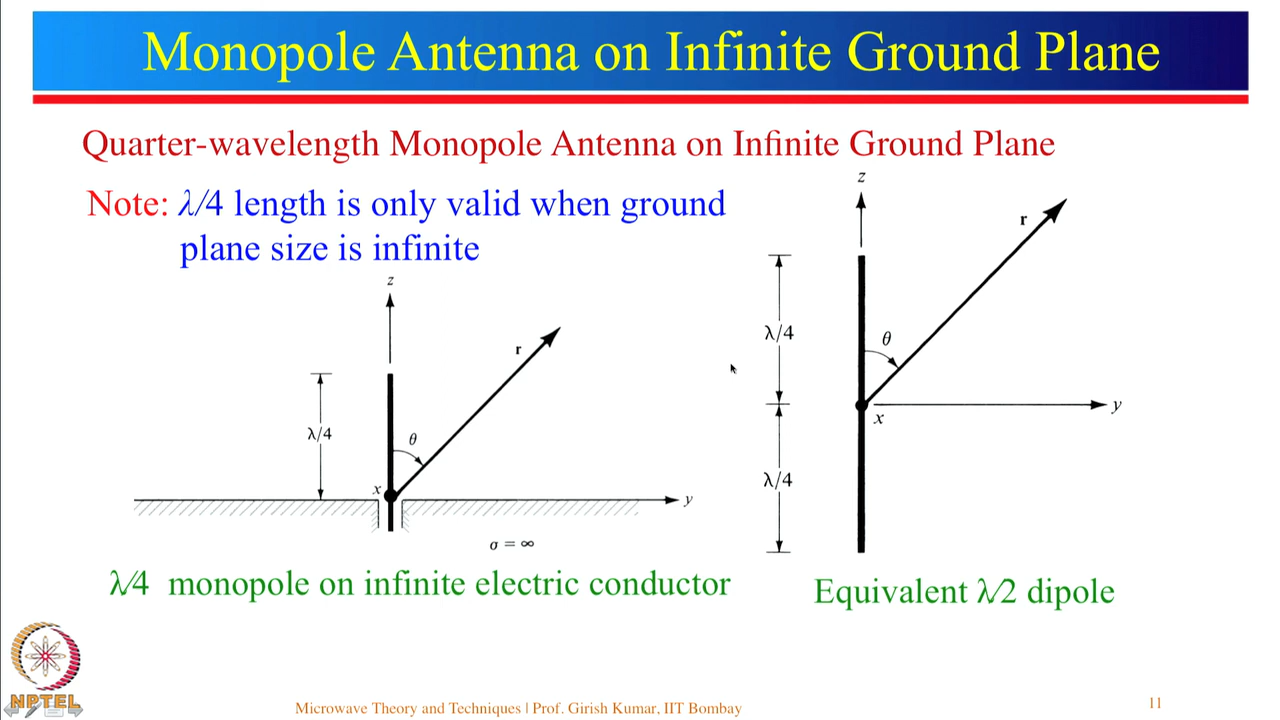 Monopole Antenna on Infinite Ground Plane
Quarter-wavelength Monopole Antenna on Infinite Ground Plane
Note: λ/4 length is only valid when ground
plane size is infinite
z
r
θ
λ/4
x
y
σ = ∞
λ/4 monopole on infinite electric conductor
z
r
λ/4
θ
y
x
λ/4
Equivalent λ/2 dipole
NPTEL
Microwave Theory and Techniques | Prof. Girish Kumar, IIT Bombay
11